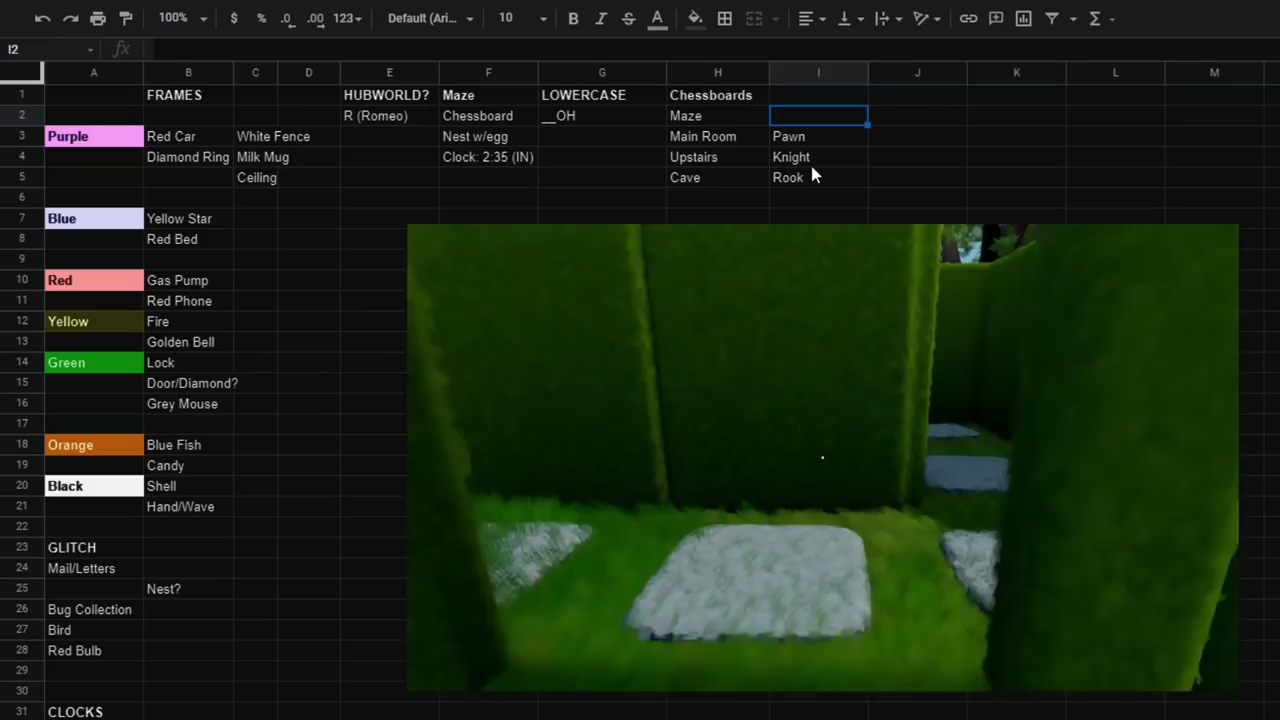 100% $ % .0 .00 123 Default (Ari... 10 B I A
I2 fx
A B C D E F G H I J K L M
1 FRAMES HUBWORLD? Maze LOWERCASE Chessboards
2 R (Romeo) Chessboard __OH Maze
3 Purple Red Car White Fence Nest w/egg Main Room Pawn
4 Diamond Ring Milk Mug Clock: 2:35 (IN) Upstairs Knight
5 Ceiling Cave Rook
6
7 Blue Yellow Star
8 Red Bed
9
10 Red Gas Pump
11 Red Phone
12 Yellow Fire
13 Golden Bell
14 Green Lock
15 Door/Diamond?
16 Grey Mouse
17
18 Orange Blue Fish
19 Candy
20 Black Shell
21 Hand/Wave
22
23 GLITCH
24 Mail/Letters
25 Nest?
26 Bug Collection
27 Bird
28 Red Bulb
29
30
31 CLOCKS